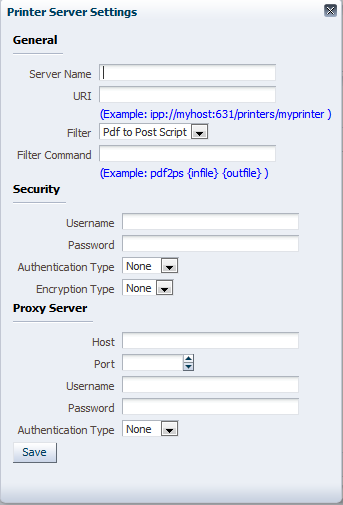 Printer Server Settings
General
Server Name
URI
(Example: ipp://myhost:631/printers/myprinter )
Filter Pdf to Post Script
Filter Command
(Example: pdf2ps {infile} {outfile} )
Security
Username
Password
Authentication Type None
Encryption Type None
Proxy Server
Host
Port
Username
Password
Authentication Type None
Save